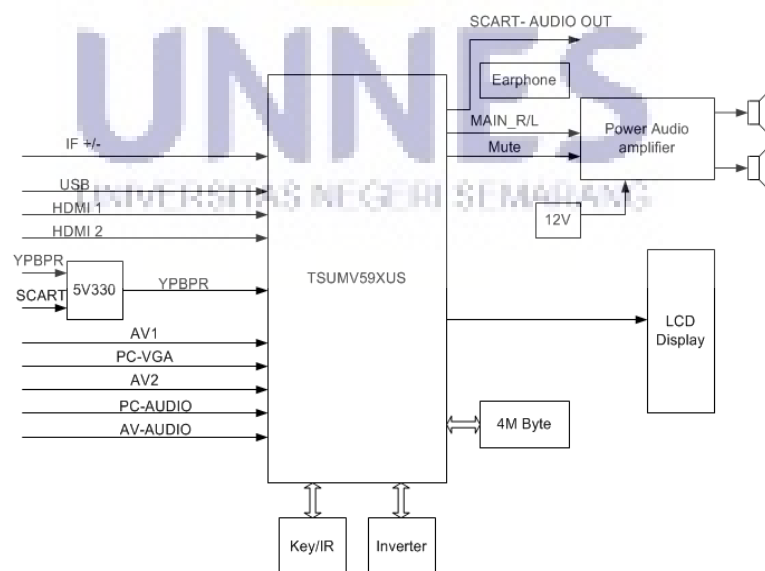 UNNES
UNIVERSITAS NEGERI SEMARANG
SCART- AUDIO OUT
Earphone
MAIN_R/L
Mute
Power Audio
amplifier
12V
IF +/-
USB
HDMI 1
HDMI 2
YPBPR
SCART
5V330
YPBPR
TSUMV59XUS
LCD
Display
AV1
PC-VGA
AV2
PC-AUDIO
AV-AUDIO
4M Byte
Key/IR
Inverter